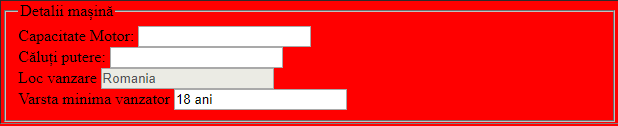 Detalii mașină
Capacitate Motor:
Căluți putere:
Loc vanzare Romania
Varsta minima vanzator 18 ani